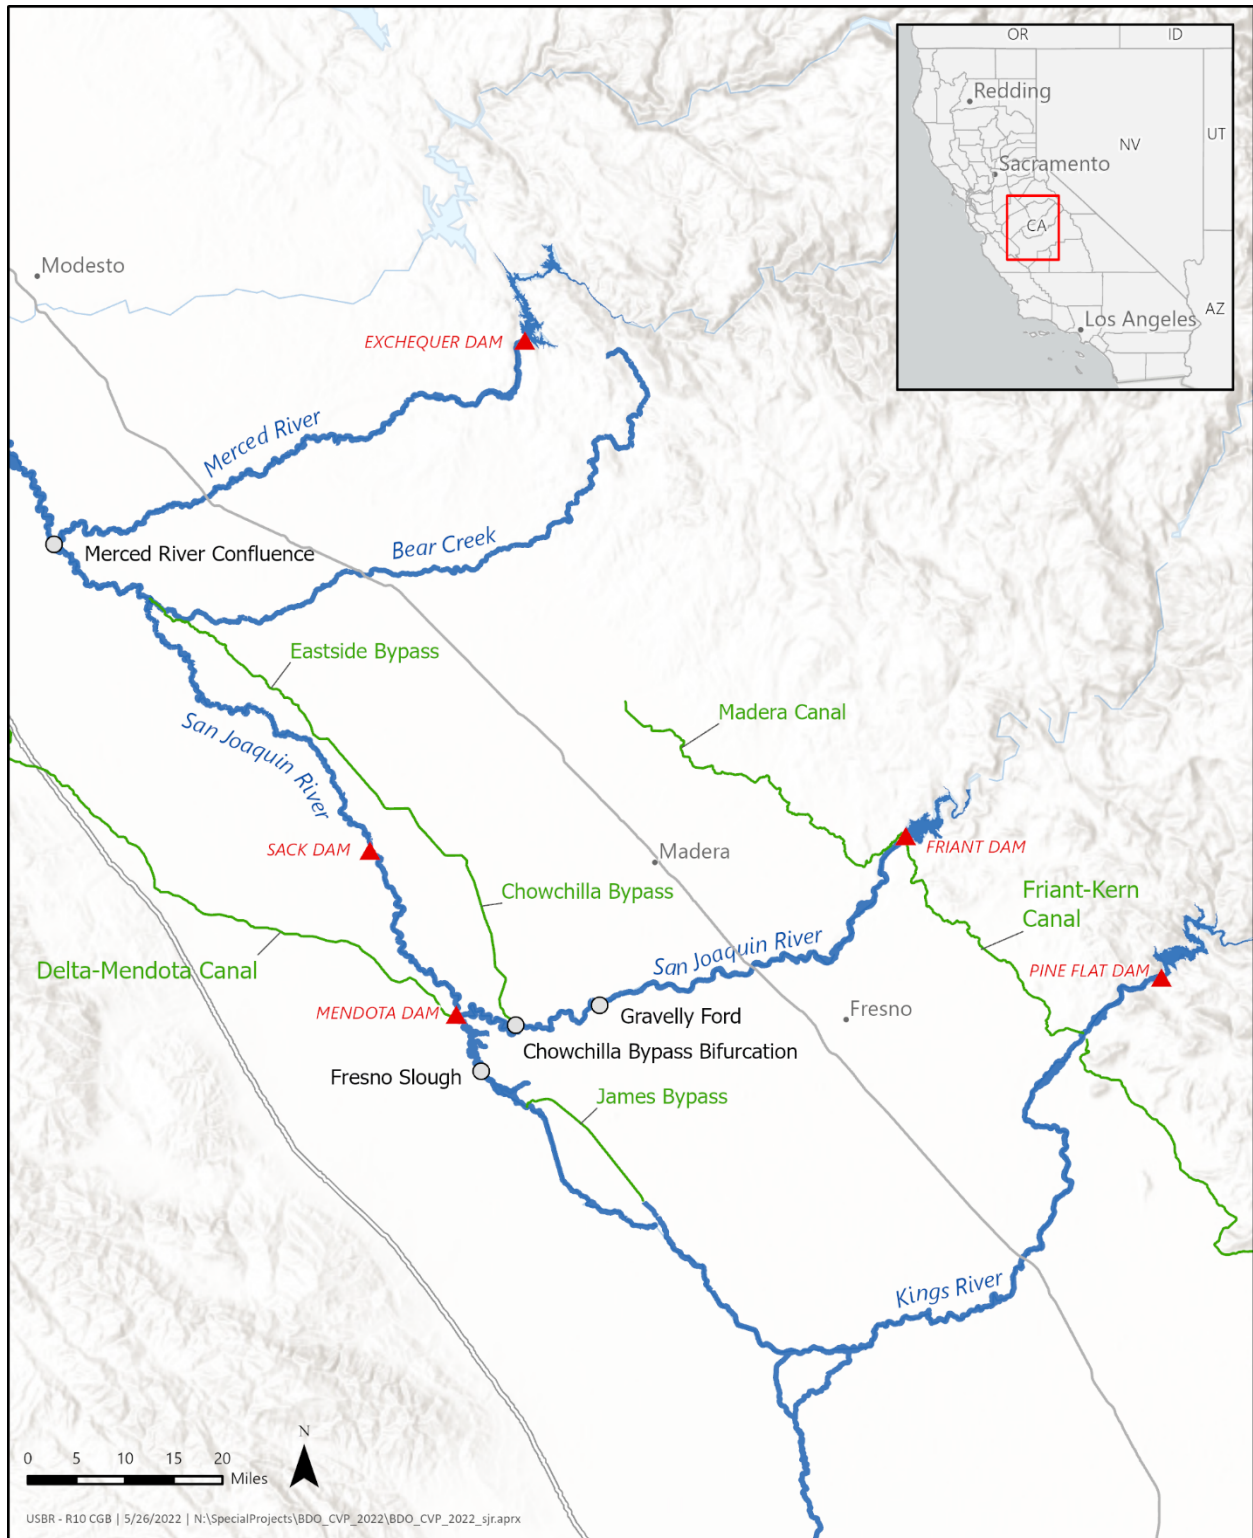 OR
ID
Redding
NV
UT
Sacramento
CA
AZ
Los Angeles
Modesto
EXCHEQUER DAM
Merced River
Merced River Confluence
Bear Creek
Eastside Bypass
San Joaquin River
Madera Canal
SACK DAM
Madera
FRIANT DAM
Chowchilla Bypass
Friant-Kern
Canal
San Joaquin River
Delta-Mendota Canal
PINE FLAT DAM
MENDOTA DAM
Gravelly Ford
Fresno
Chowchilla Bypass Bifurcation
Fresno Slough
James Bypass
Kings River
N
0 5 10 15 20
Miles
USBR - R10 CGB | 5/26/2022 | N:\SpecialProjects\BDO_CVP_2022\BDO_CVP_2022_sjr.aprx